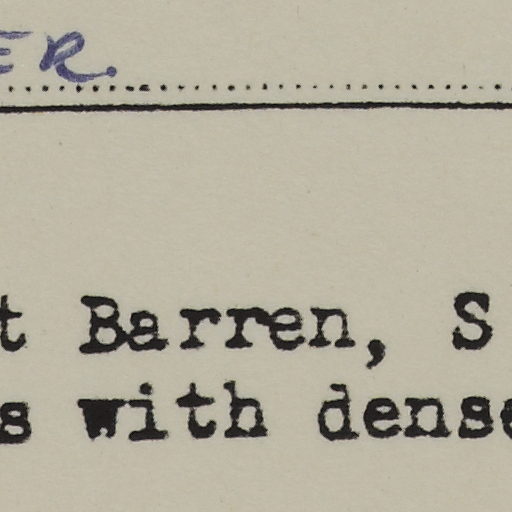 ER.
t Barren, S
s with dense